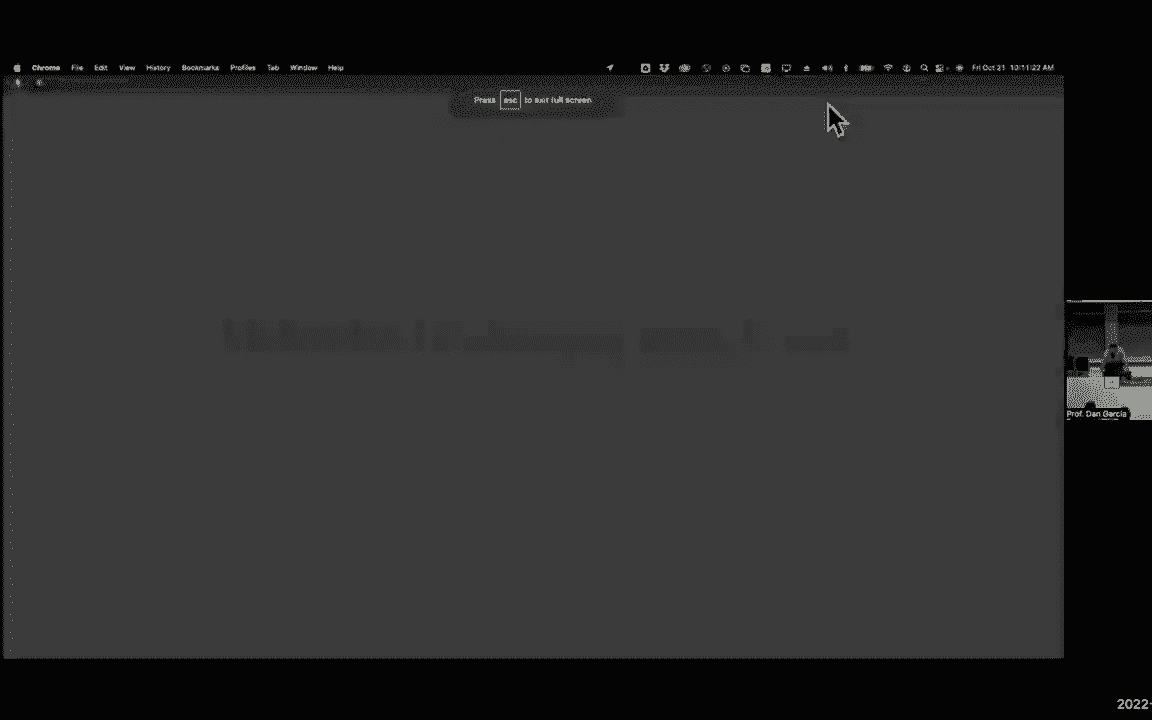 Chrome File Edit View History Bookmarks Profiles Tab Window Help Fri Oct 21 10:11:22 AM
Press esc to exit full screen
Prof. Dan Garcia
2022-